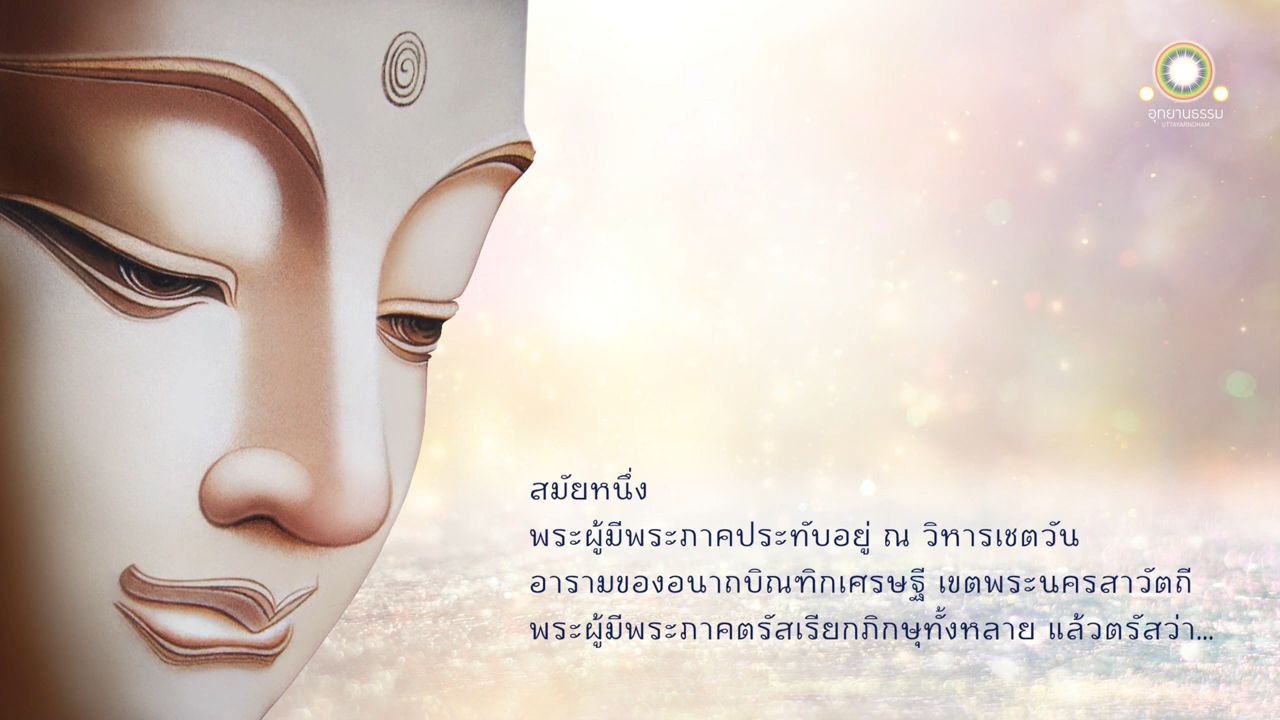 อุทยานธรรม
UTTAYARNDHAM
สมัยหนึ่ง
พระผู้มีพระภาคประทับอยู่ ณ วิหารเชตวัน
อารามของอนาถบิณฑิกเศรษฐี เขตพระนครสาวัตถี
พระผู้มีพระภาคตรัสเรียกภิกษุทั้งหลาย แล้วตรัสว่า...